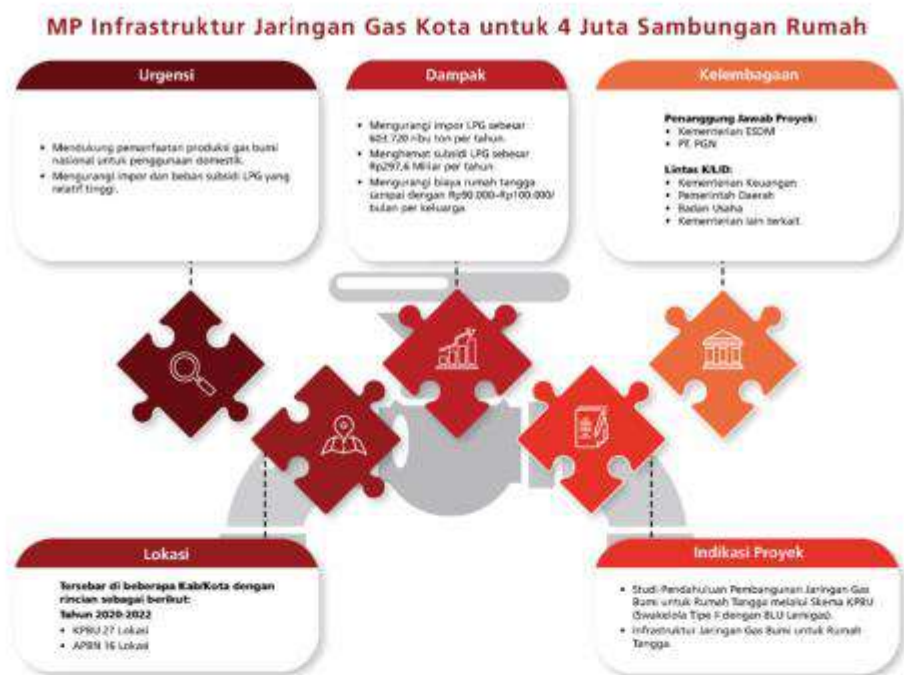 MP Infrastruktur Jaringan Gas Kota untuk 4 Juta Sambungan Rumah
Urgensi
• Mendukung pemanfaatan produksi gas bumi
nasional untuk penggunaan domestik.
• Mengurangi impor dan beban subsidi LPG yang
relatif tinggi.
Dampak
• Mengurangi impor LPG sebesar
603.720 ribu ton per tahun.
• Menghemat subsidi LPG sebesar
Rp297,6 Miliar per tahun
• Mengurangi biaya rumah tangga
sampai dengan Rp90.000–Rp100.000/
bulan per keluarga.
Kelembagaan
Penanggung Jawab Proyek:
• Kementerian ESDM
• PT. PGN
Lintas K/L/D:
• Kementerian Keuangan
• Pemerintah Daerah
• Badan Usaha
• Kementerian lain terkait
Lokasi
Tersebar di beberapa Kab/Kota dengan
rincian sebagai berikut:
Tahun 2020-2022
• KPBU 27 Lokasi
• APBN 16 Lokasi
Indikasi Proyek
• Studi Pendahuluan Pembangunan Jaringan Gas
Bumi untuk Rumah Tangga melalui Skema KPBU
(Swakelola Tipe II dengan BLU Lemigas).
• Infrastruktur Jaringan Gas Bumi untuk Rumah
Tangga.